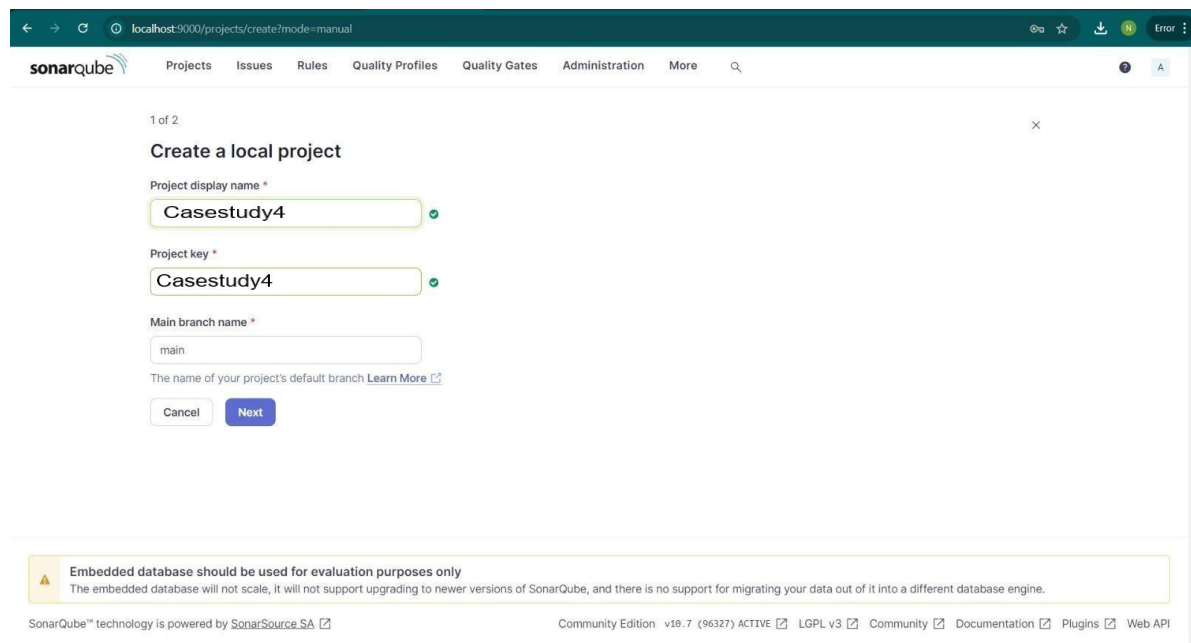 localhost:9000/projects/create?mode=manual
N Error
sonarqube Projects Issues Rules Quality Profiles Quality Gates Administration More ? A
1 of 2
Create a local project
Project display name *
Casestudy4
Project key *
Casestudy4
Main branch name *
main
The name of your project's default branch Learn More
Cancel Next
Embedded database should be used for evaluation purposes only
The embedded database will not scale, it will not support upgrading to newer versions of SonarQube, and there is no support for migrating your data out of it into a different database engine.
SonarQube™ technology is powered by SonarSource SA Community Edition v10.7 (96327) ACTIVE LGPL v3 Community Documentation Plugins Web API